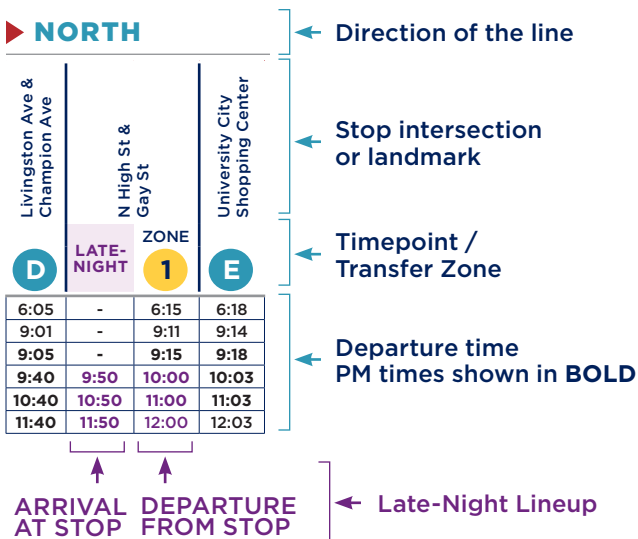 NORTH
Direction of the line
Livingston Ave &
Champion Ave
N High St &
Gay St
University City
Shopping Center
Stop intersection
or landmark
D
LATE-
NIGHT
ZONE
1
E
Timepoint /
Transfer Zone
6:05 - 6:15 6:18
9:01 - 9:11 9:14
9:05 - 9:15 9:18
9:40 9:50 10:00 10:03
10:40 10:50 11:00 11:03
11:40 11:50 12:00 12:03
Departure time
PM times shown in BOLD
ARRIVAL
AT STOP
DEPARTURE
FROM STOP
Late-Night Lineup